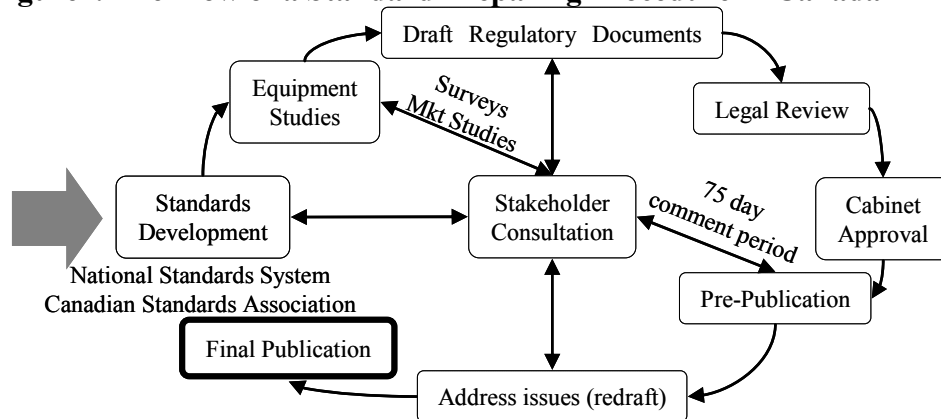 Draft Regulatory Documents
Equipment
Studies
Surveys
Mkt Studies
Legal Review
Standards
Development
Stakeholder
Consultation
75 day
comment period
Cabinet
Approval
National Standards System
Canadian Standards Association
Pre-Publication
Final Publication
Address issues (redraft)